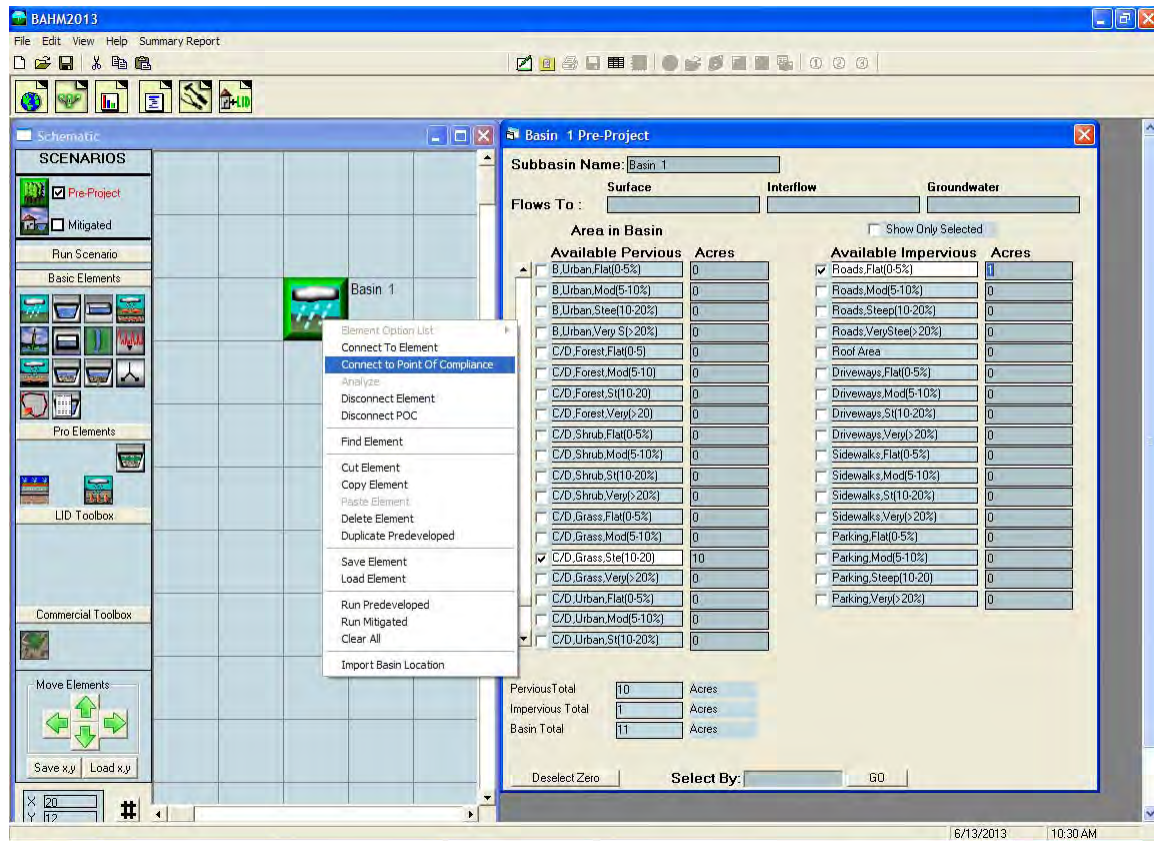 BAHM2013
File Edit View Help Summary Report
Schematic
SCENARIOS
Pre-Project
Mitigated
Run Scenario
Basic Elements
Pro Elements
LID Toolbox
Commercial Toolbox
Move Elements
Save x,y Load x,y
X 20
Y 12
#
Basin 1
Element Option List
Connect To Element
Connect to Point Of Compliance
Analyze
Disconnect Element
Disconnect POC
Find Element
Cut Element
Copy Element
Paste Element
Delete Element
Duplicate Predeveloped
Save Element
Load Element
Run Predeveloped
Run Mitigated
Clear All
Import Basin Location
Basin 1 Pre-Project
Subbasin Name: Basin 1
Surface Interflow Groundwater
Flows To :
Area in Basin Show Only Selected
Available Pervious Acres
B,Urban,Flat(0-5%) 0
B,Urban,Mod(5-10%) 0
B,Urban,Stee(10-20%) 0
B,Urban,Very S(>20%) 0
C/D,Forest,Flat(0-5) 0
C/D,Forest,Mod(5-10) 0
C/D,Forest,St(10-20) 0
C/D,Forest,Very(>20) 0
C/D,Shrub,Flat(0-5%) 0
C/D,Shrub,Mod(5-10%) 0
C/D,Shrub,St(10-20%) 0
C/D,Shrub,Very(>20%) 0
C/D,Grass,Flat(0-5%) 0
C/D,Grass,Mod(5-10%) 0
C/D,Grass,Ste(10-20) 10
C/D,Grass,Very(>20%) 0
C/D,Urban,Flat(0-5%) 0
C/D,Urban,Mod(5-10%) 0
C/D,Urban,St(10-20%) 0
Available Impervious Acres
Roads,Flat(0-5%) 1
Roads,Mod(5-10%) 0
Roads,Steep(10-20%) 0
Roads,VeryStee(>20%) 0
Roof Area 0
Driveways,Flat(0-5%) 0
Driveways,Mod(5-10%) 0
Driveways,St(10-20%) 0
Driveways,Very(>20%) 0
Sidewalks,Flat(0-5%) 0
Sidewalks,Mod(5-10%) 0
Sidewalks,St(10-20%) 0
Sidewalks,Very(>20%) 0
Parking,Flat(0-5%) 0
Parking,Mod(5-10%) 0
Parking,Steep(10-20) 0
Parking,Very(>20%) 0
PerviousTotal 10 Acres
Impervious Total 1 Acres
Basin Total 11 Acres
Deselect Zero Select By: GO
6/13/2013 10:30 AM